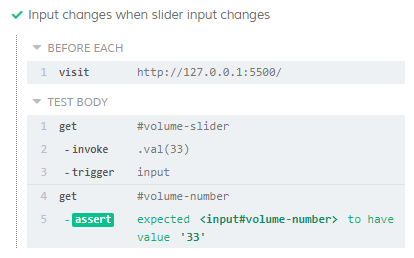 Input changes when slider input changes
BEFORE EACH
1 visit http://127.0.0.1:5500/
TEST BODY
1 get #volume-slider
2 - invoke .val(33)
3 - trigger input
4 get #volume-number
5 - assert expected <input#volume-number> to have
value '33'